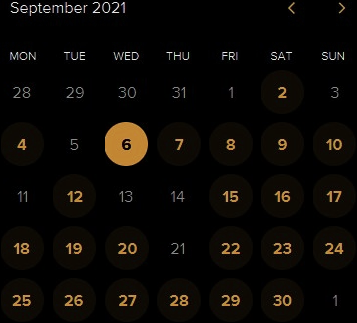 September 2021
MON TUE WED THU FRI SAT SUN
28 29 30 31 1 2 3
4 5 6 7 8 9 10
11 12 13 14 15 16 17
18 19 20 21 22 23 24
25 26 27 28 29 30 1